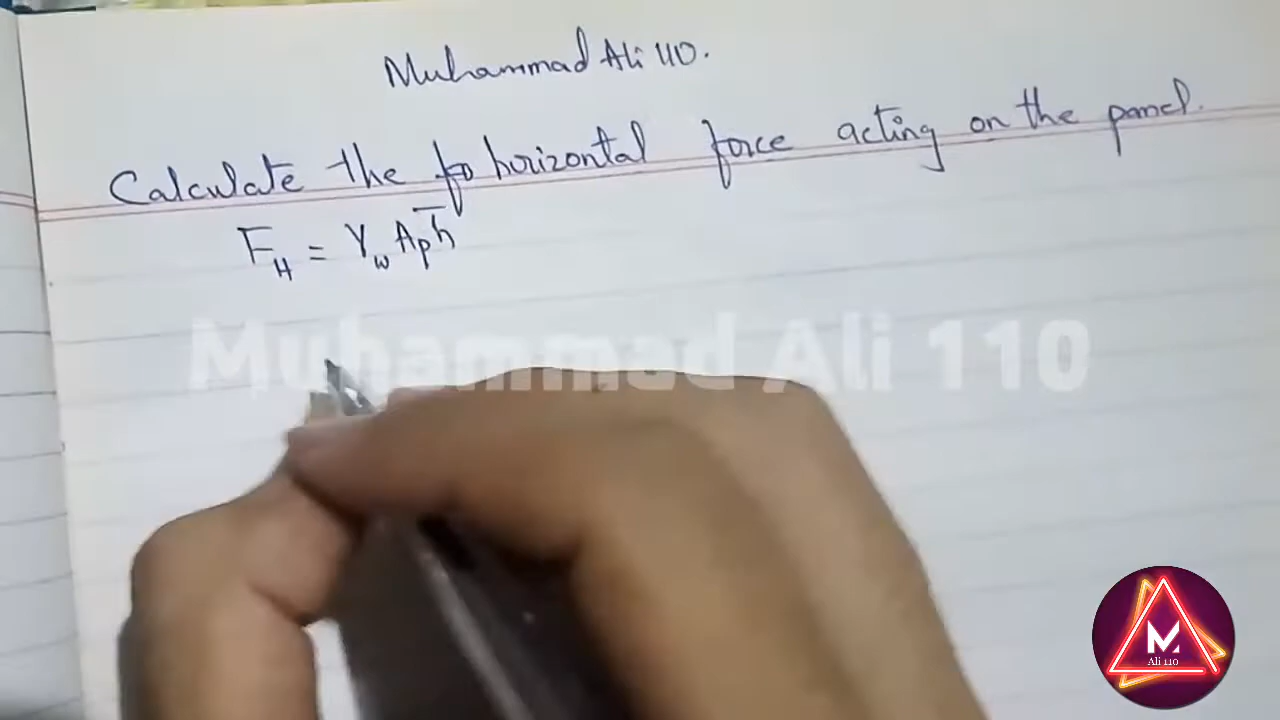 Muhammad Ali 110.
Calculate the fo horizontal force acting on the panel.
F_H = γ_w A_p h̄
Muhammad Ali 110
M
Ali 110